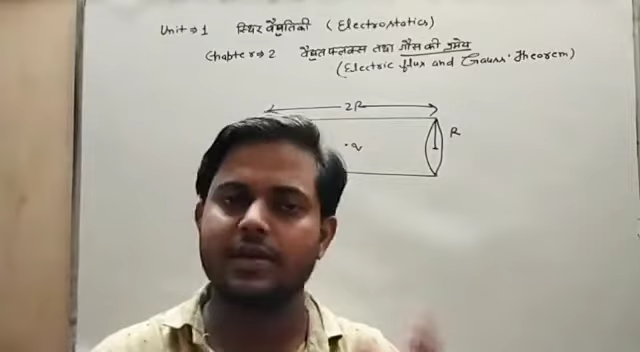 Unit⇒1 स्थिर वैधुतिकी (Electrostatics)
Chapter⇒2 वैधुत फ्लक्स तथा गौस की प्रमेय
(Electric flux and Gauss' Theorem)
2R
R
q